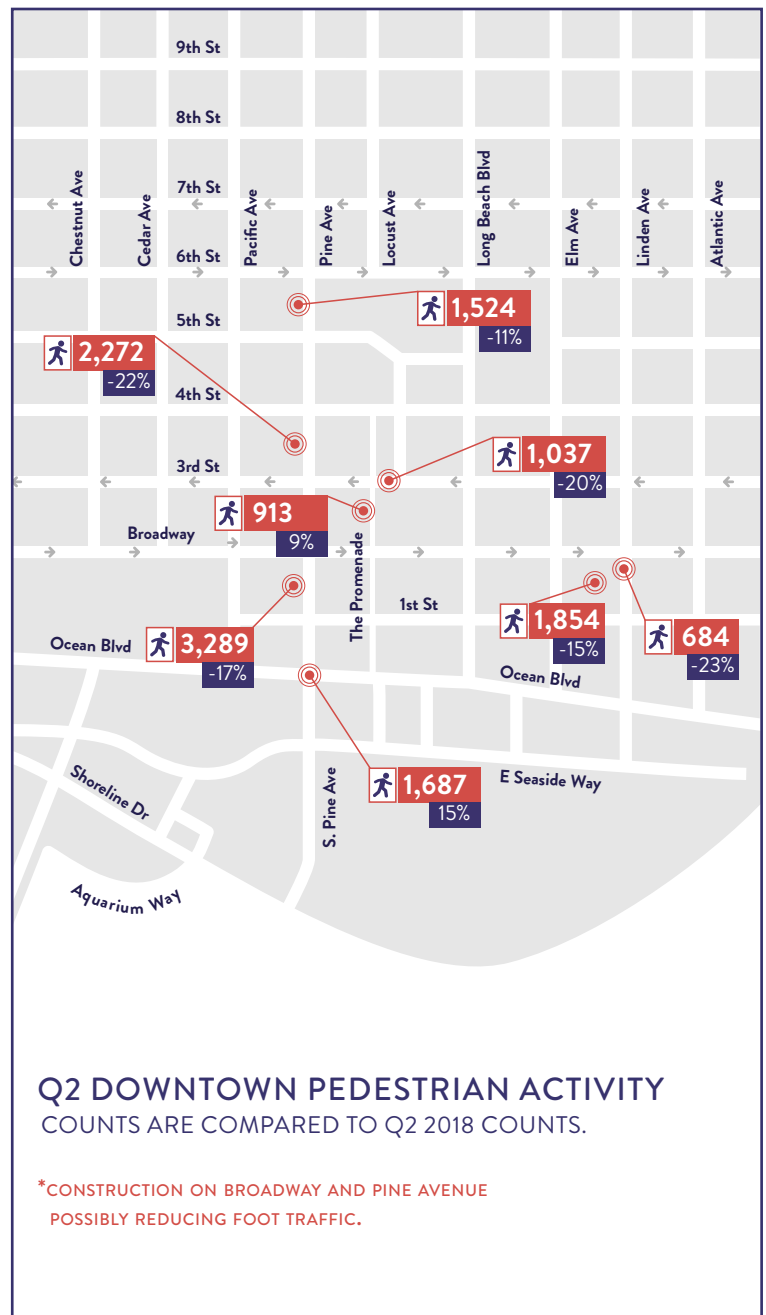 9th St
8th St
7th St
6th St
5th St
4th St
3rd St
Broadway
1st St
Ocean Blvd
Ocean Blvd
E Seaside Way
Shoreline Dr
Aquarium Way
Chestnut Ave
Cedar Ave
Pacific Ave
Pine Ave
Locust Ave
Long Beach Blvd
Elm Ave
Linden Ave
Atlantic Ave
The Promenade
S. Pine Ave
1,524
-11%
2,272
-22%
1,037
-20%
913
9%
3,289
-17%
1,854
-15%
684
-23%
1,687
15%
Q2 DOWNTOWN PEDESTRIAN ACTIVITY
COUNTS ARE COMPARED TO Q2 2018 COUNTS.
*CONSTRUCTION ON BROADWAY AND PINE AVENUE
POSSIBLY REDUCING FOOT TRAFFIC.